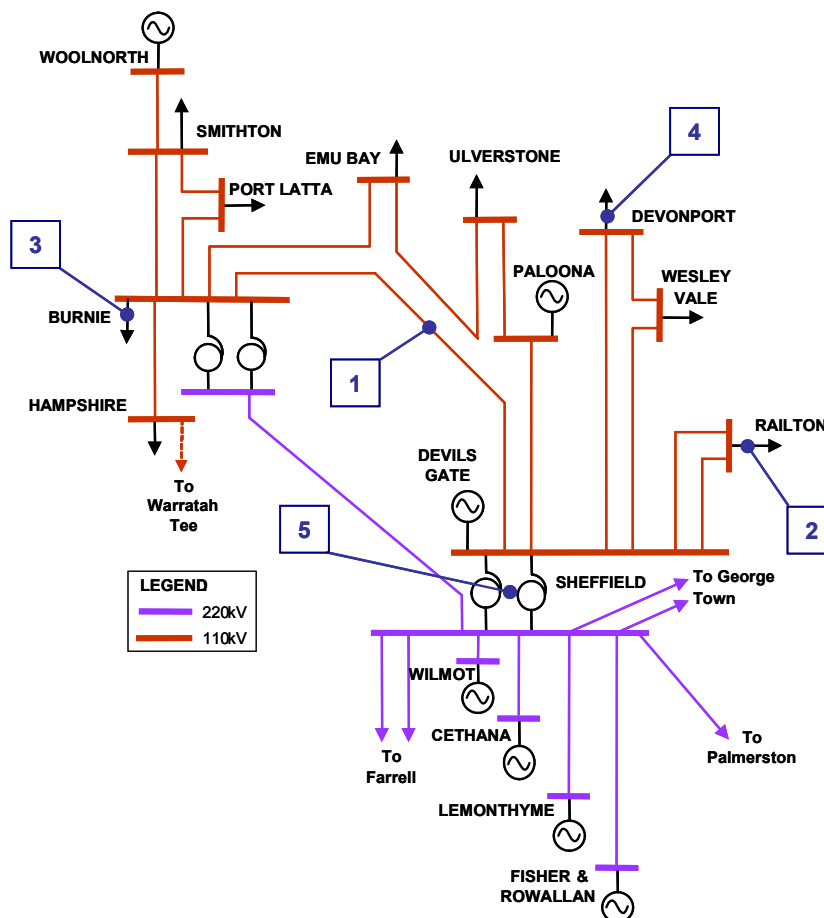 WOOLNORTH
SMITHTON
EMU BAY
ULVERSTONE
4
PORT LATTA
DEVONPORT
3
PALOONA
WESLEY
VALE
BURNIE
1
HAMPSHIRE
RAILTON
To
Warratah
Tee
DEVILS
GATE
5
2
LEGEND
220kV
110kV
SHEFFIELD
To George
Town
WILMOT
CETHANA
To
Farrell
To
Palmerston
LEMONTHYME
FISHER &
ROWALLAN